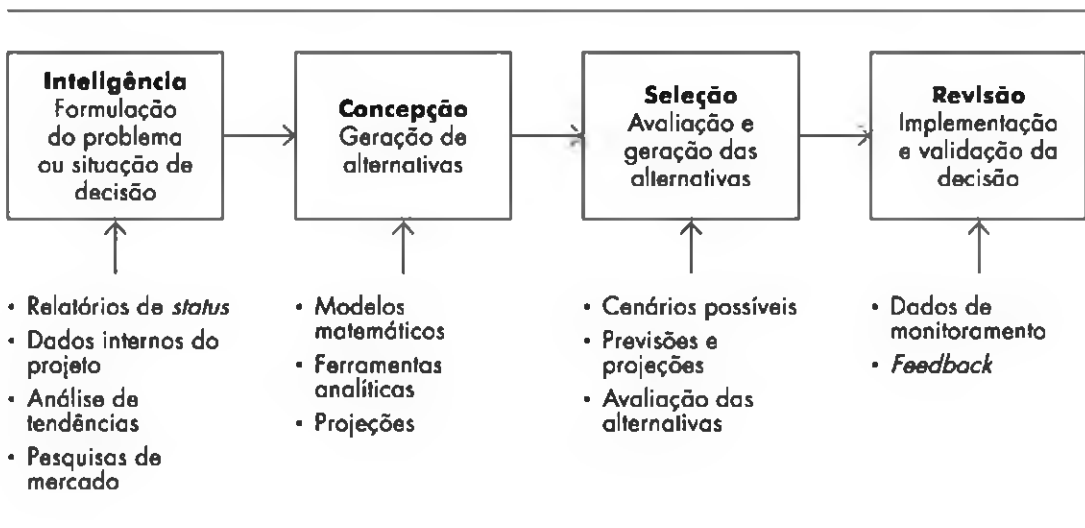 Inteligência
Formulação
do problema
ou situação de
decisão
Concepção
Geração de
alternativas
Seleção
Avaliação e
geração das
alternativas
Revisão
Implementação
e validação da
decisão
• Relatórios de status
• Dados internos do
projeto
• Análise de
tendências
• Pesquisas de
mercado
• Modelos
matemáticos
• Ferramentas
analíticas
• Projeções
• Cenários possíveis
• Previsões e
projeções
• Avaliação das
alternativas
• Dados de
monitoramento
• Feedback